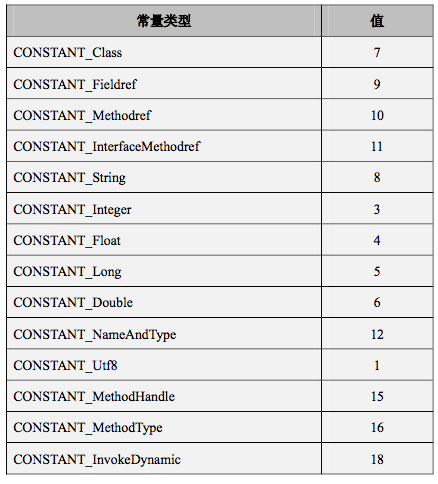 常量类型 值
CONSTANT_Class 7
CONSTANT_Fieldref 9
CONSTANT_Methodref 10
CONSTANT_InterfaceMethodref 11
CONSTANT_String 8
CONSTANT_Integer 3
CONSTANT_Float 4
CONSTANT_Long 5
CONSTANT_Double 6
CONSTANT_NameAndType 12
CONSTANT_Utf8 1
CONSTANT_MethodHandle 15
CONSTANT_MethodType 16
CONSTANT_InvokeDynamic 18